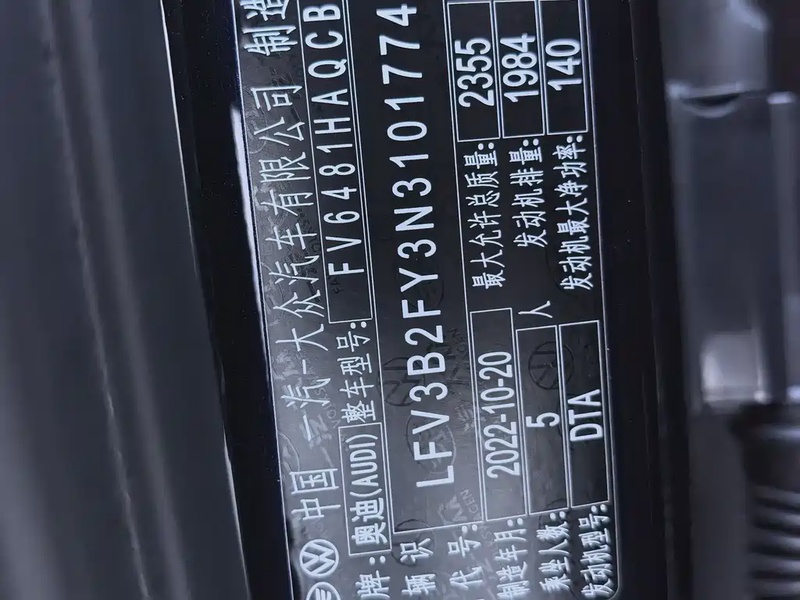 中国 一汽-大众汽车有限公司 制造
牌: 奥迪(AUDI) 整车型号: FV6481HAQCB
辆识 LFV3B2FY3N3101774
代号:
制造年月: 2022-10-20 最大允许总质量: 2355
乘坐人数: 5 人 发动机排量: 1984
发动机型号: DTA 发动机最大净功率: 140